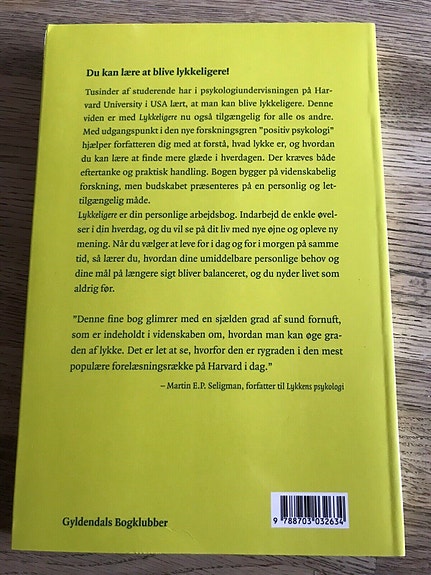 Du kan lære at blive lykkeligere!
Tusinder af studerende har i psykologiundervisningen på Har-
vard University i USA lært, at man kan blive lykkeligere. Denne
viden er med Lykkeligere nu også tilgængelig for alle os andre.
Med udgangspunkt i den nye forskningsgren "positiv psykologi"
hjælper forfatteren dig med at forstå, hvad lykke er, og hvordan
du kan lære at finde mere glæde i hverdagen. Der kræves både
eftertanke og praktisk handling. Bogen bygger på videnskabelig
forskning, men budskabet præsenteres på en personlig og let-
tilgængelig måde.
Lykkeligere er din personlige arbejdsbog. Indarbejd de enkle øvel-
ser i din hverdag, og du vil se på dit liv med nye øjne og opleve ny
mening. Når du vælger at leve for i dag og for i morgen på samme
tid, så lærer du, hvordan dine umiddelbare personlige behov og
dine mål på længere sigt bliver balanceret, og du nyder livet som
aldrig før.
"Denne fine bog glimrer med en sjælden grad af sund fornuft,
som er indeholdt i videnskaben om, hvordan man kan øge gra-
den af lykke. Det er let at se, hvorfor den er rygraden i den mest
populære forelæsningsrække på Harvard i dag."
– Martin E.P. Seligman, forfatter til Lykkens psykologi
Gyldendals Bogklubber
9 788703 032634